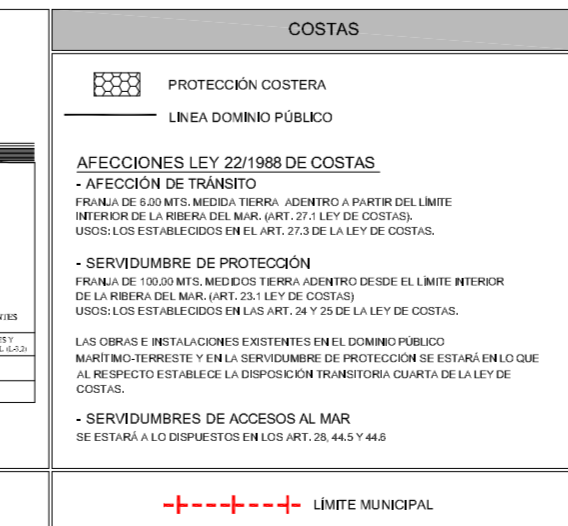 COSTAS
PROTECCIÓN COSTERA
LINEA DOMINIO PÚBLICO
AFECCIONES LEY 22/1988 DE COSTAS
- AFECCIÓN DE TRÁNSITO
FRANJA DE 6.00 MTS. MEDIDA TIERRA ADENTRO A PARTIR DEL LÍMITE
INTERIOR DE LA RIBERA DEL MAR. (ART. 27.1 LEY DE COSTAS).
USOS: LOS ESTABLECIDOS EN EL ART. 27.3 DE LA LEY DE COSTAS.
- SERVIDUMBRE DE PROTECCIÓN
FRANJA DE 100.00 MTS. MEDIDOS TIERRA ADENTRO DESDE EL LÍMITE INTERIOR
DE LA RIBERA DEL MAR. (ART. 23.1 LEY DE COSTAS)
USOS: LOS ESTABLECIDOS EN LAS ART. 24 Y 25 DE LA LEY DE COSTAS.
LAS OBRAS E INSTALACIONES EXISTENTES EN EL DOMINIO PÚBLICO
MARÍTIMO-TERRESTE Y EN LA SERVIDUMBRE DE PROTECCIÓN SE ESTARÁ EN LO QUE
AL RESPECTO ESTABLECE LA DISPOSICIÓN TRANSITORIA CUARTA DE LA LEY DE
COSTAS.
- SERVIDUMBRES DE ACCESOS AL MAR
SE ESTARÁ A LO DISPUESTOS EN LOS ART. 28, 44.5 Y 44.6
LÍMITE MUNICIPAL